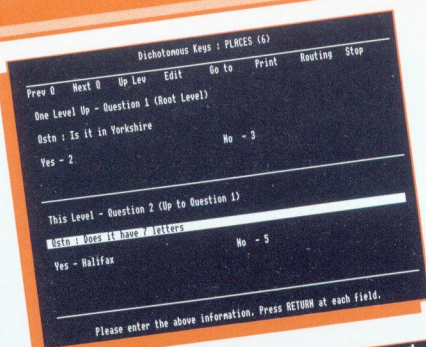 Dichotomous Keys : PLACES (6)
Prev Q Next Q Up Lev Edit Go to Print Routing Stop
One Level Up - Question 1 (Root Level)
Qstn : Is it in Yorkshire
Yes - 2 No - 3
This Level - Question 2 (Up to Question 1)
Qstn : Does it have 7 letters
Yes - Halifax No - 5
Please enter the above information. Press RETURN at each field.